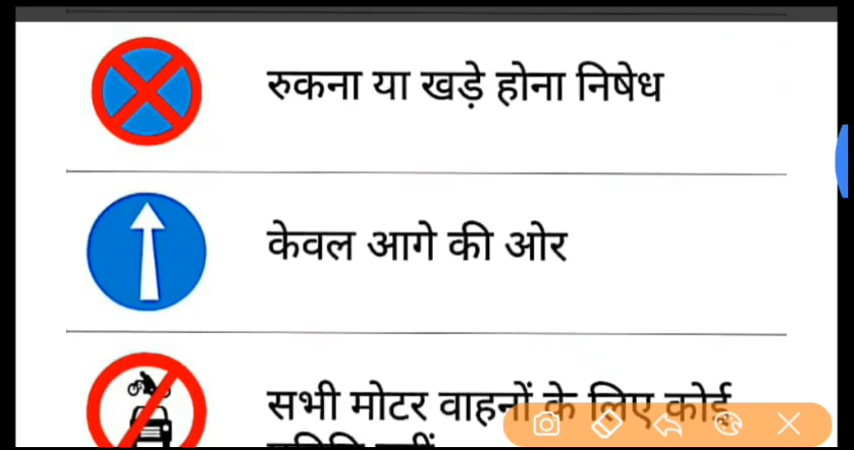 रुकना या खड़े होना निषेध
केवल आगे की ओर
सभी मोटर वाहनों के लिए कोई